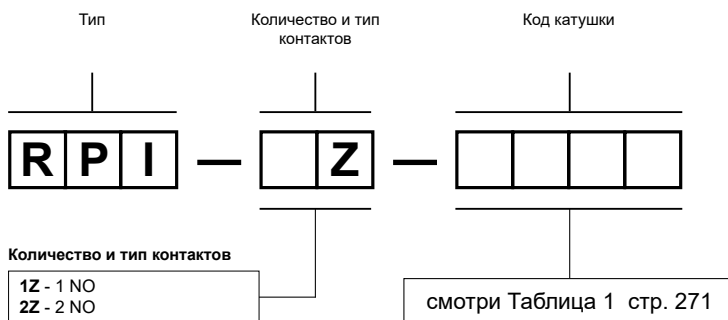 Тип
Количество и тип
контактов
Код катушки
RPI — Z —
Количество и тип контактов
1Z - 1 NO
2Z - 2 NO
смотри Таблица 1 стр. 271